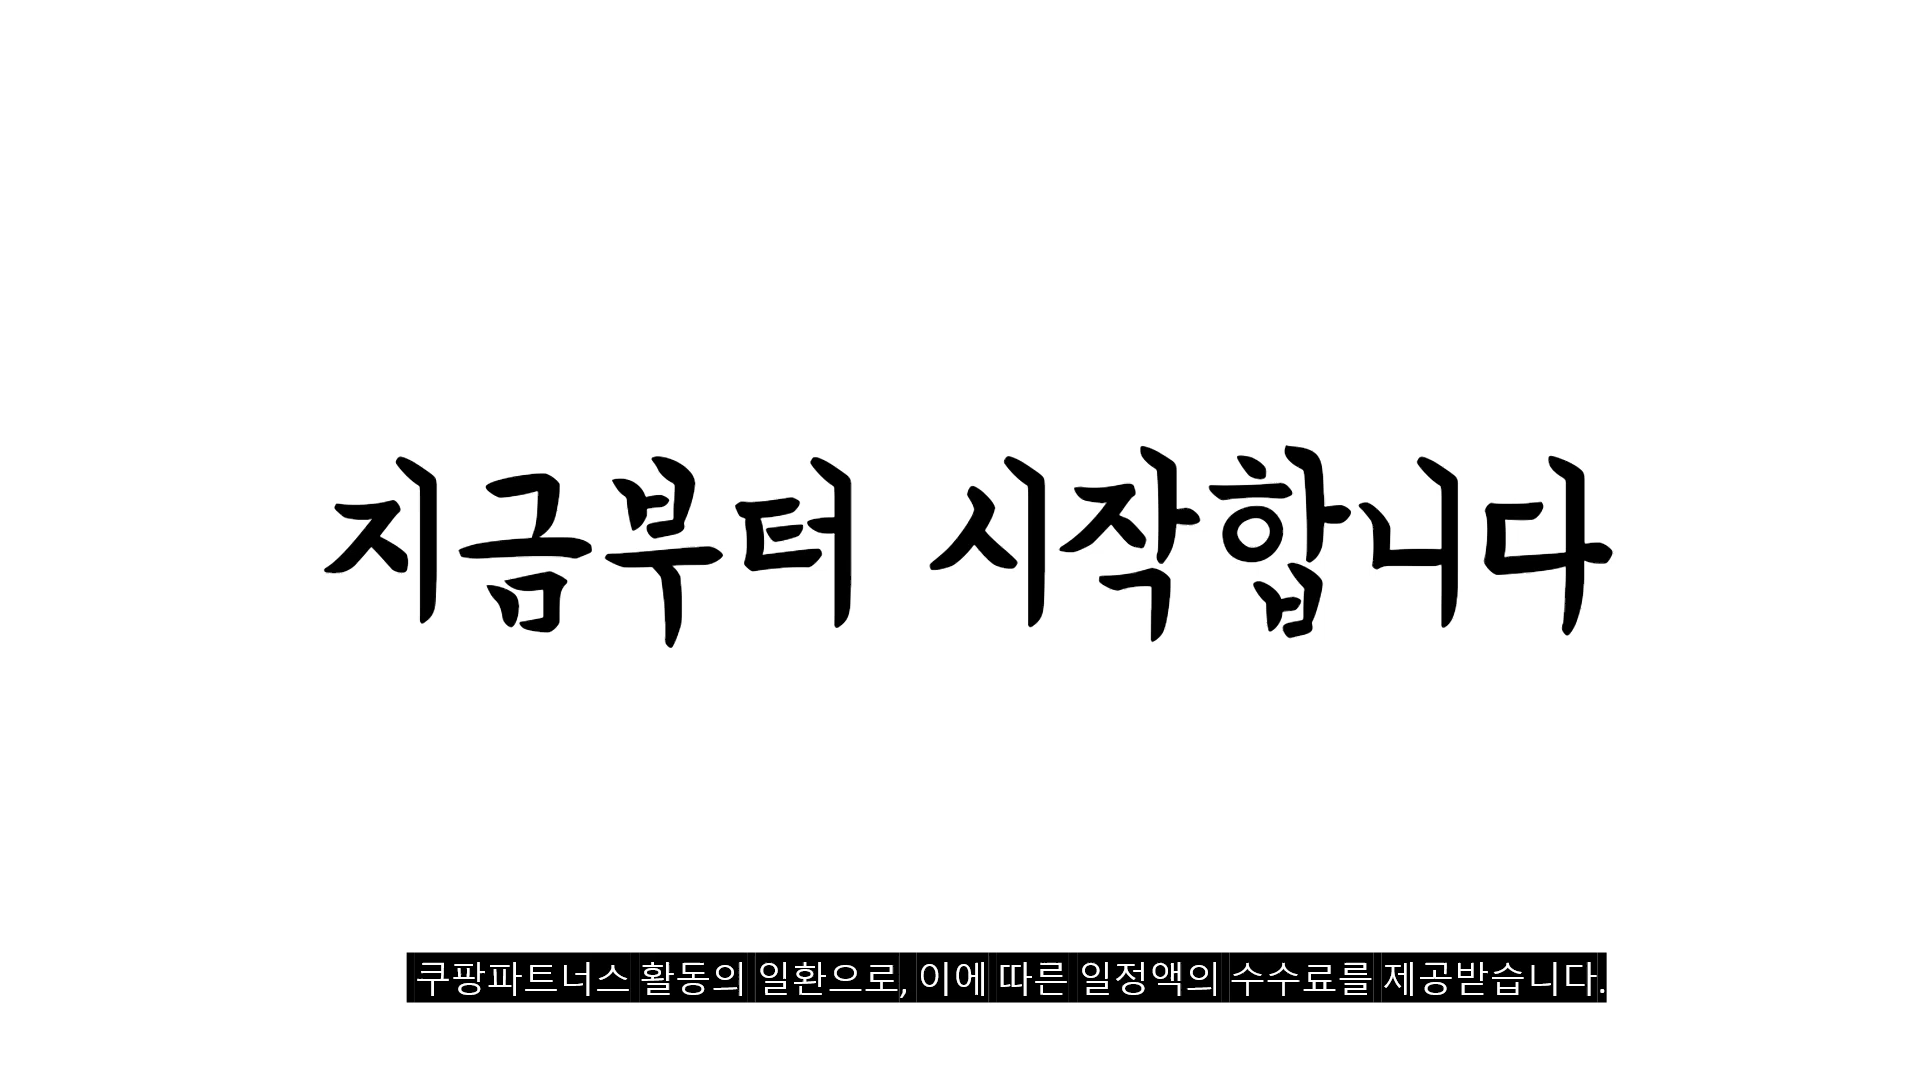 지금부터 시작합니다
쿠팡파트너스 활동의 일환으로, 이에 따른 일정액의 수수료를 제공받습니다.